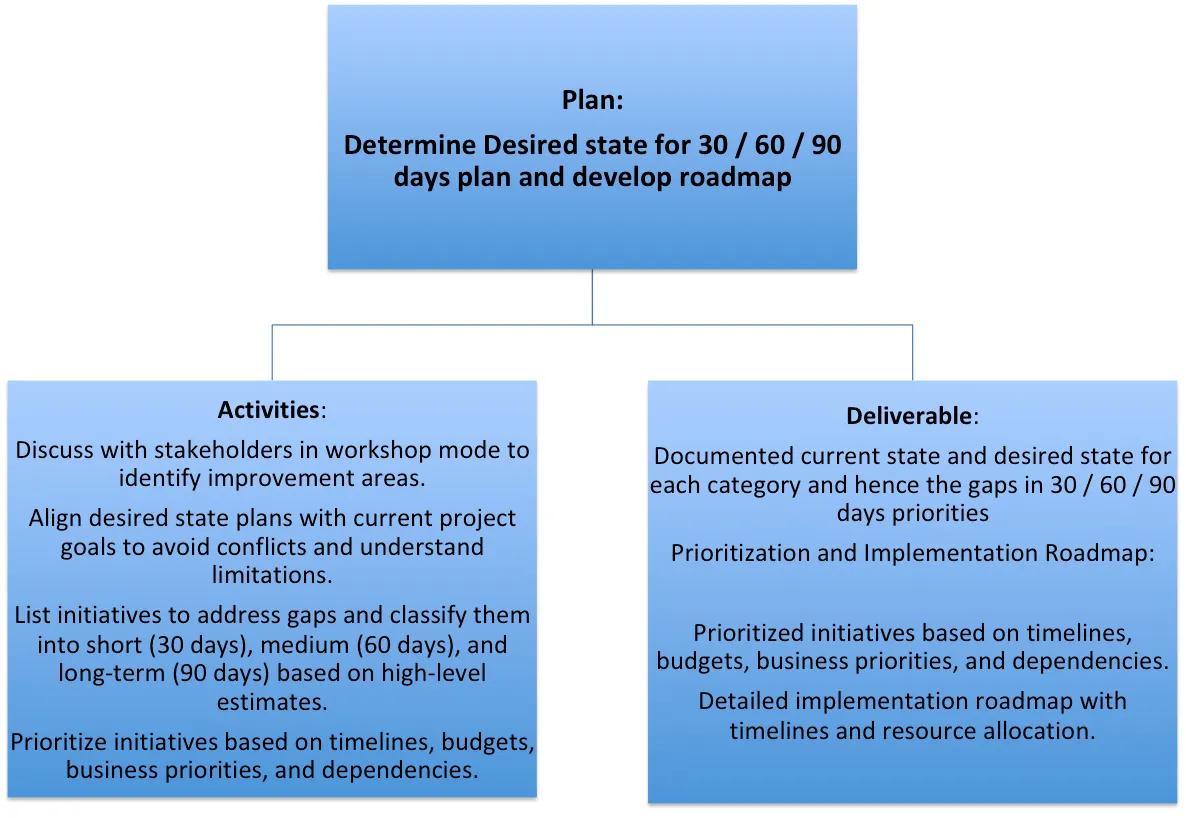 Plan:
Determine Desired state for 30 / 60 / 90
days plan and develop roadmap
Activities:
Discuss with stakeholders in workshop mode to
identify improvement areas.
Align desired state plans with current project
goals to avoid conflicts and understand
limitations.
List initiatives to address gaps and classify them
into short (30 days), medium (60 days), and
long-term (90 days) based on high-level
estimates.
Prioritize initiatives based on timelines, budgets,
business priorities, and dependencies.
Deliverable:
Documented current state and desired state for
each category and hence the gaps in 30 / 60 / 90
days priorities
Prioritization and Implementation Roadmap:
Prioritized initiatives based on timelines,
budgets, business priorities, and dependencies.
Detailed implementation roadmap with
timelines and resource allocation.